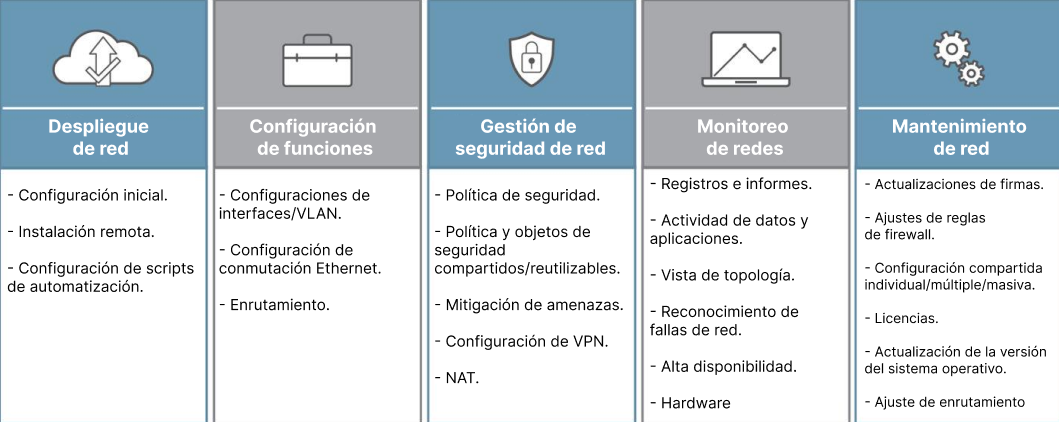 Despliegue
de red
- Configuración inicial.
- Instalación remota.
- Configuración de scripts
de automatización.
Configuración
de funciones
- Configuraciones de
interfaces/VLAN.
- Configuración de
conmutación Ethernet.
- Enrutamiento.
Gestión de
seguridad de red
- Política de seguridad.
- Política y objetos de
seguridad
compartidos/reutilizables.
- Mitigación de amenazas.
- Configuración de VPN.
- NAT.
Monitoreo
de redes
- Registros e informes.
- Actividad de datos y
aplicaciones.
- Vista de topología.
- Reconocimiento de
fallas de red.
- Alta disponibilidad.
- Hardware
Mantenimiento
de red
- Actualizaciones de firmas.
- Ajustes de reglas
de firewall.
- Configuración compartida
individual/múltiple/masiva.
- Licencias.
- Actualización de la versión
del sistema operativo.
- Ajuste de enrutamiento